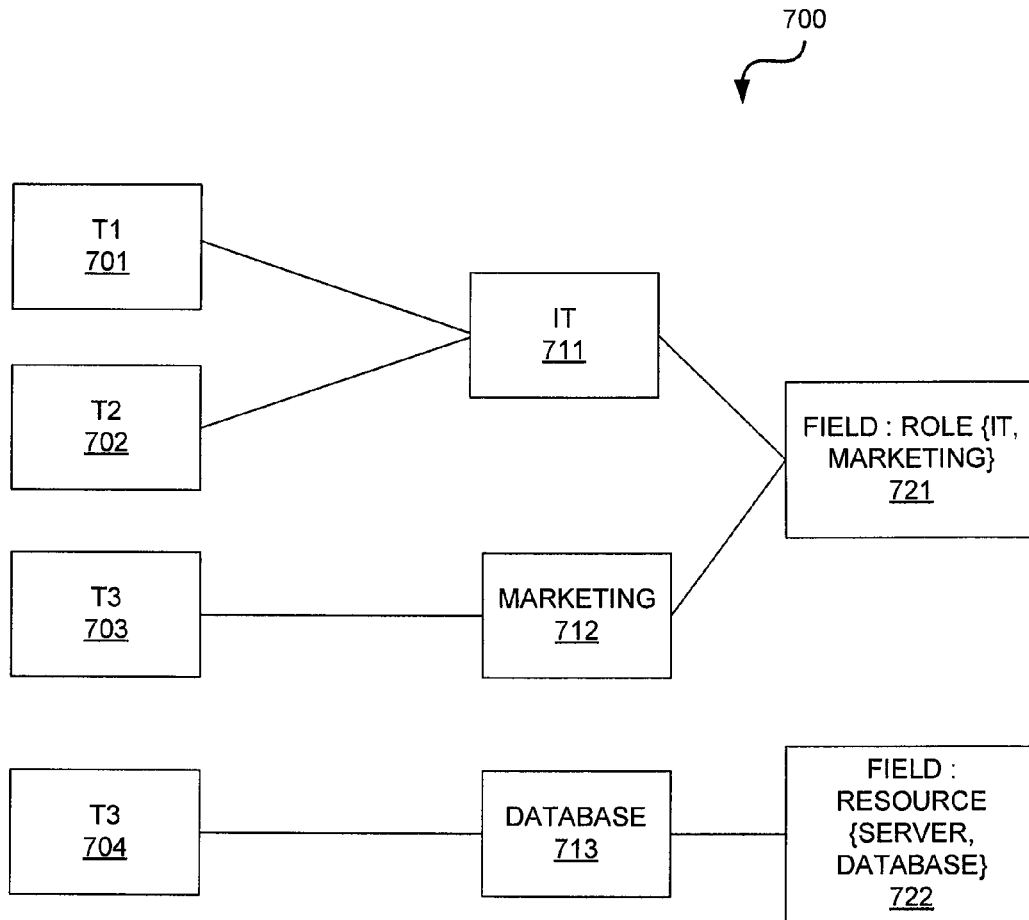 700
T1
701
IT
711
T2
702
FIELD : ROLE {IT,
MARKETING}
721
T3
703
MARKETING
712
T3
704
DATABASE
713
FIELD :
RESOURCE
{SERVER,
DATABASE}
722